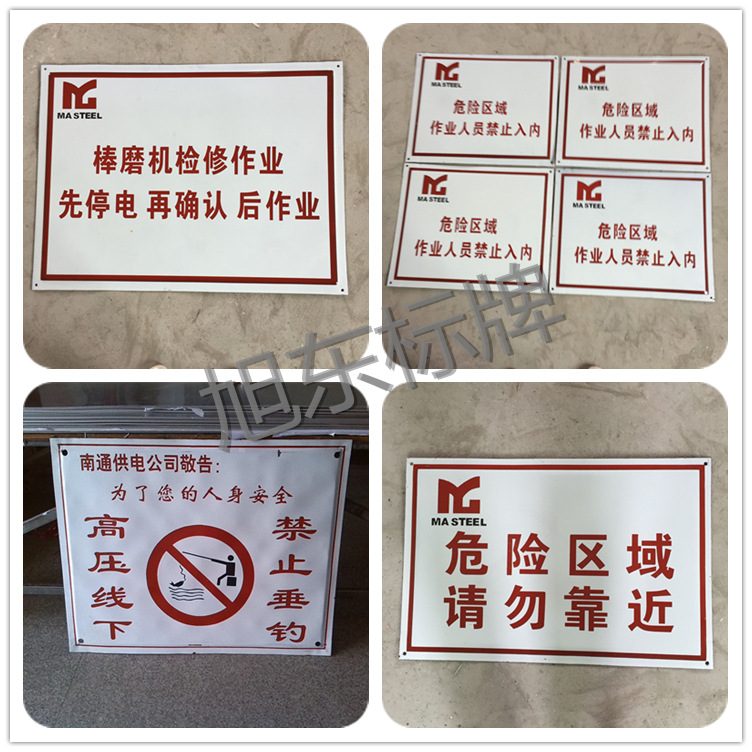 MA STEEL
棒磨机检修作业
先停电 再确认 后作业
MA STEEL
危险区域
作业人员禁止入内
MA STEEL
危险区域
作业人员禁止入内
MA STEEL
危险区域
作业人员禁止入内
MA STEEL
危险区域
作业人员禁止入内
旭东标牌
南通供电公司敬告：
为了您的人身安全
高压线下
禁止垂钓
MA STEEL
危险区域
请勿靠近